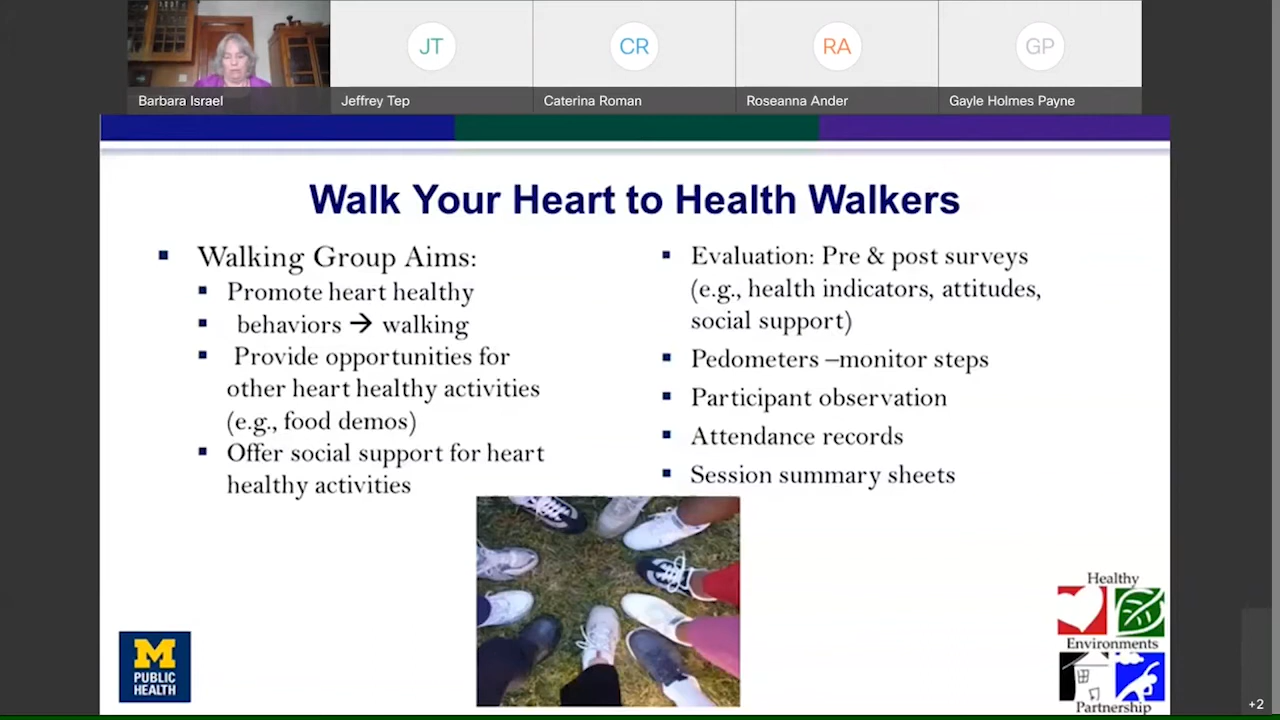 JT
CR
RA
GP
Barbara Israel
Jeffrey Tep
Caterina Roman
Roseanna Ander
Gayle Holmes Payne
Walk Your Heart to Health Walkers
▪ Walking Group Aims:
▪ Promote heart healthy
▪ behaviors → walking
▪ Provide opportunities for
other heart healthy activities
(e.g., food demos)
▪ Offer social support for heart
healthy activities
▪ Evaluation: Pre & post surveys
(e.g., health indicators, attitudes,
social support)
▪ Pedometers –monitor steps
▪ Participant observation
▪ Attendance records
▪ Session summary sheets
M
PUBLIC
HEALTH
Healthy
Environments
Partnership
+2